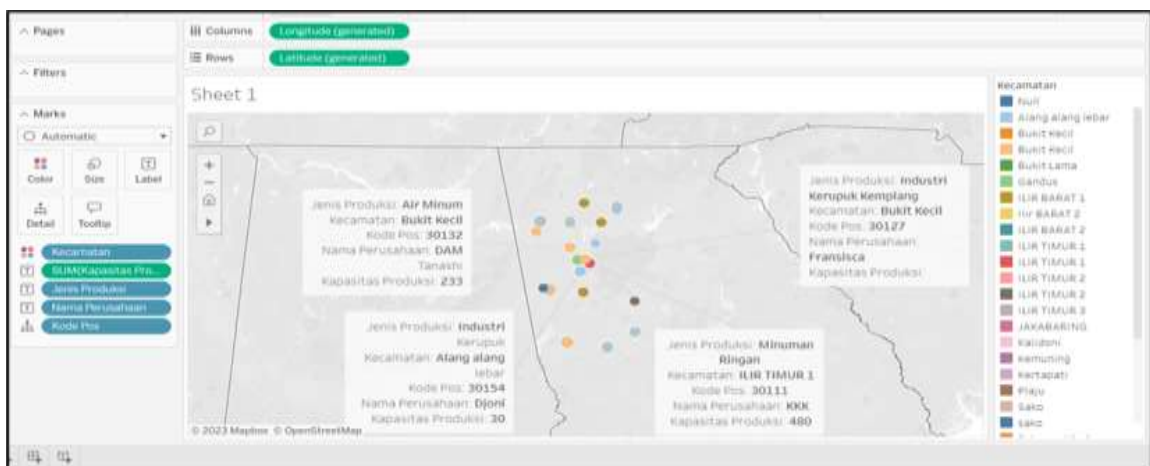 Pages
Columns
Longitude (generated)
Rows
Latitude (generated)
Filters
Marks
Automatic
Color
Size
Label
Detail
Tooltip
Kecamatan
SUM(Kapasitas Pro...
Jenis Produksi
Nama Perusahaan
Kode Pos
Sheet 1
Jenis Produksi: Air Minum
Kecamatan: Bukit Kecil
Kode Pos: 30132
Nama Perusahaan: DAM
Tanashi
Kapasitas Produksi: 233
Jenis Produksi: Industri
Kerupuk Kemplang
Kecamatan: Bukit Kecil
Kode Pos: 30127
Nama Perusahaan:
Fransisca
Kapasitas Produksi:
Jenis Produksi: Industri
Kerupuk
Kecamatan: Alang alang
lebar
Kode Pos: 30154
Nama Perusahaan: Djoni
Kapasitas Produksi: 30
Jenis Produksi: Minuman
Ringan
Kecamatan: ILIR TIMUR 1
Kode Pos: 30111
Nama Perusahaan: KKK
Kapasitas Produksi: 480
© 2023 Mapbox © OpenStreetMap
Kecamatan
Null
Alang alang lebar
Bukit Kecil
Bukit Kecil
Bukit Lama
Gandus
ILIR BARAT 1
Ilir BARAT 2
ILIR BARAT 2
ILIR TIMUR 1
ILIR TIMUR 1
ILIR TIMUR 2
ILIR TIMUR 2
ILIR TIMUR 3
JAKABARING
Kalidoni
Kemuning
Kertapati
Plaju
Sako
sako